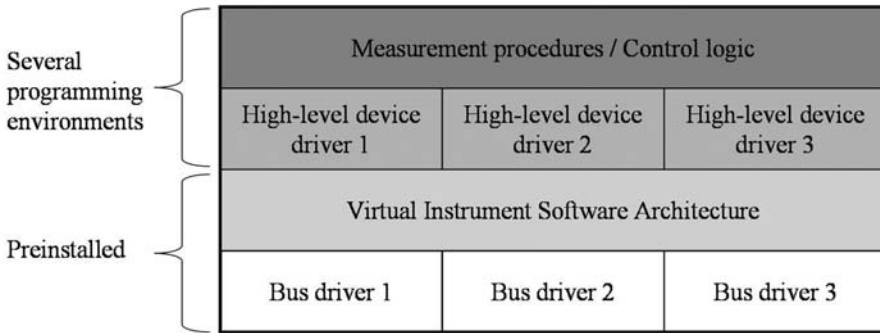 Several
programming
environments
Measurement procedures / Control logic
High-level device
driver 1
High-level device
driver 2
High-level device
driver 3
Preinstalled
Virtual Instrument Software Architecture
Bus driver 1
Bus driver 2
Bus driver 3